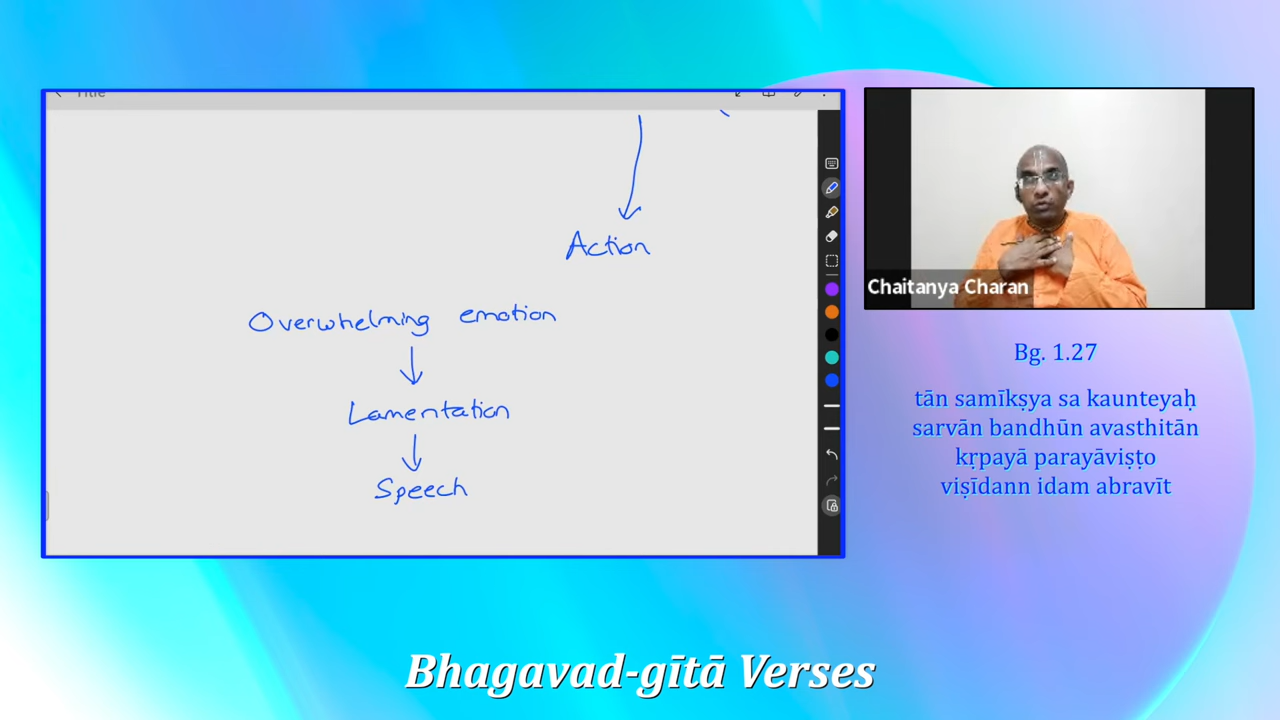 Title
Action
Overwhelming emotion
Lamentation
Speech
Chaitanya Charan
Bg. 1.27
tān samīkṣya sa kaunteyaḥ
sarvān bandhūn avasthitān
kṛpayā parayāviṣṭo
viṣīdann idam abravīt
Bhagavad-gītā Verses